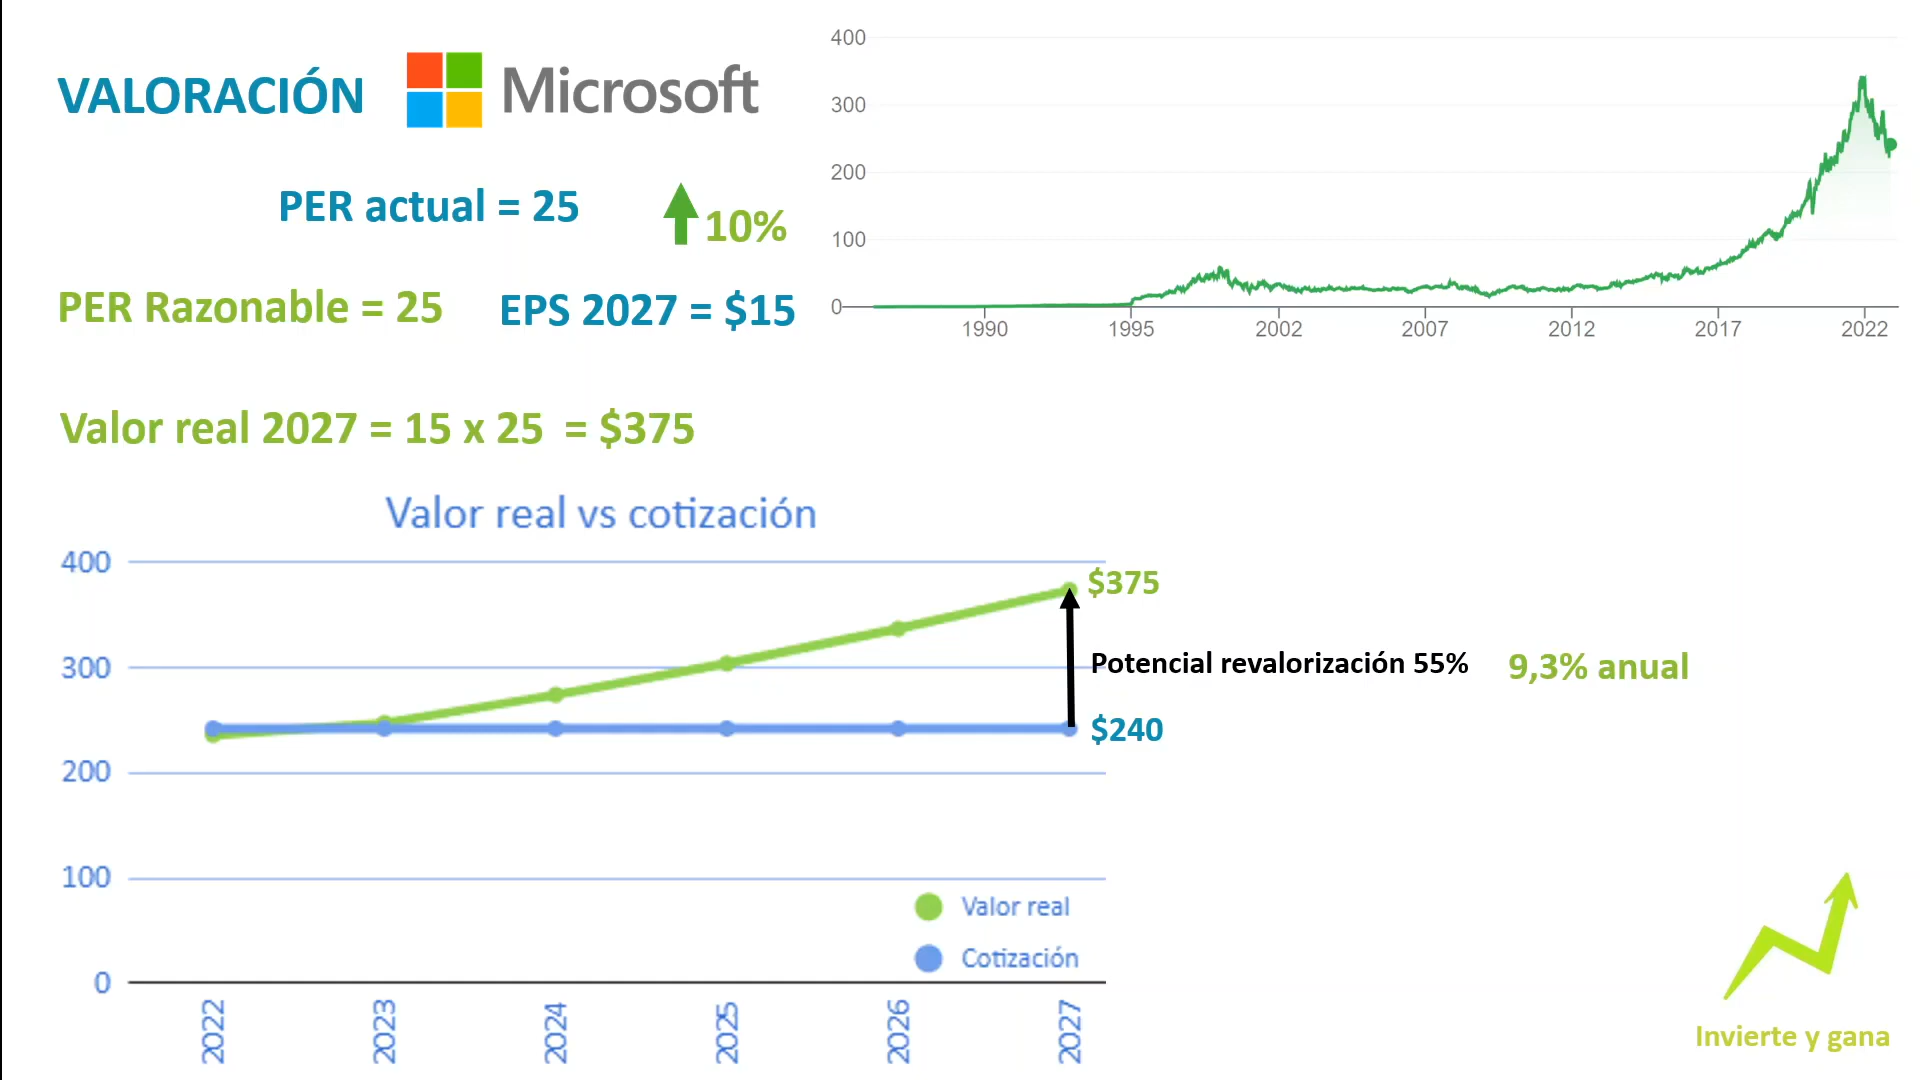 VALORACIÓN
Microsoft
PER actual = 25
10%
PER Razonable = 25
EPS 2027 = $15
Valor real 2027 = 15 x 25 = $375
400
300
200
100
0
1990
1995
2002
2007
2012
2017
2022
Valor real vs cotización
400
300
200
100
0
$375
Potencial revalorización 55%
9,3% anual
$240
Valor real
Cotización
2022
2023
2024
2025
2026
2027
Invierte y gana